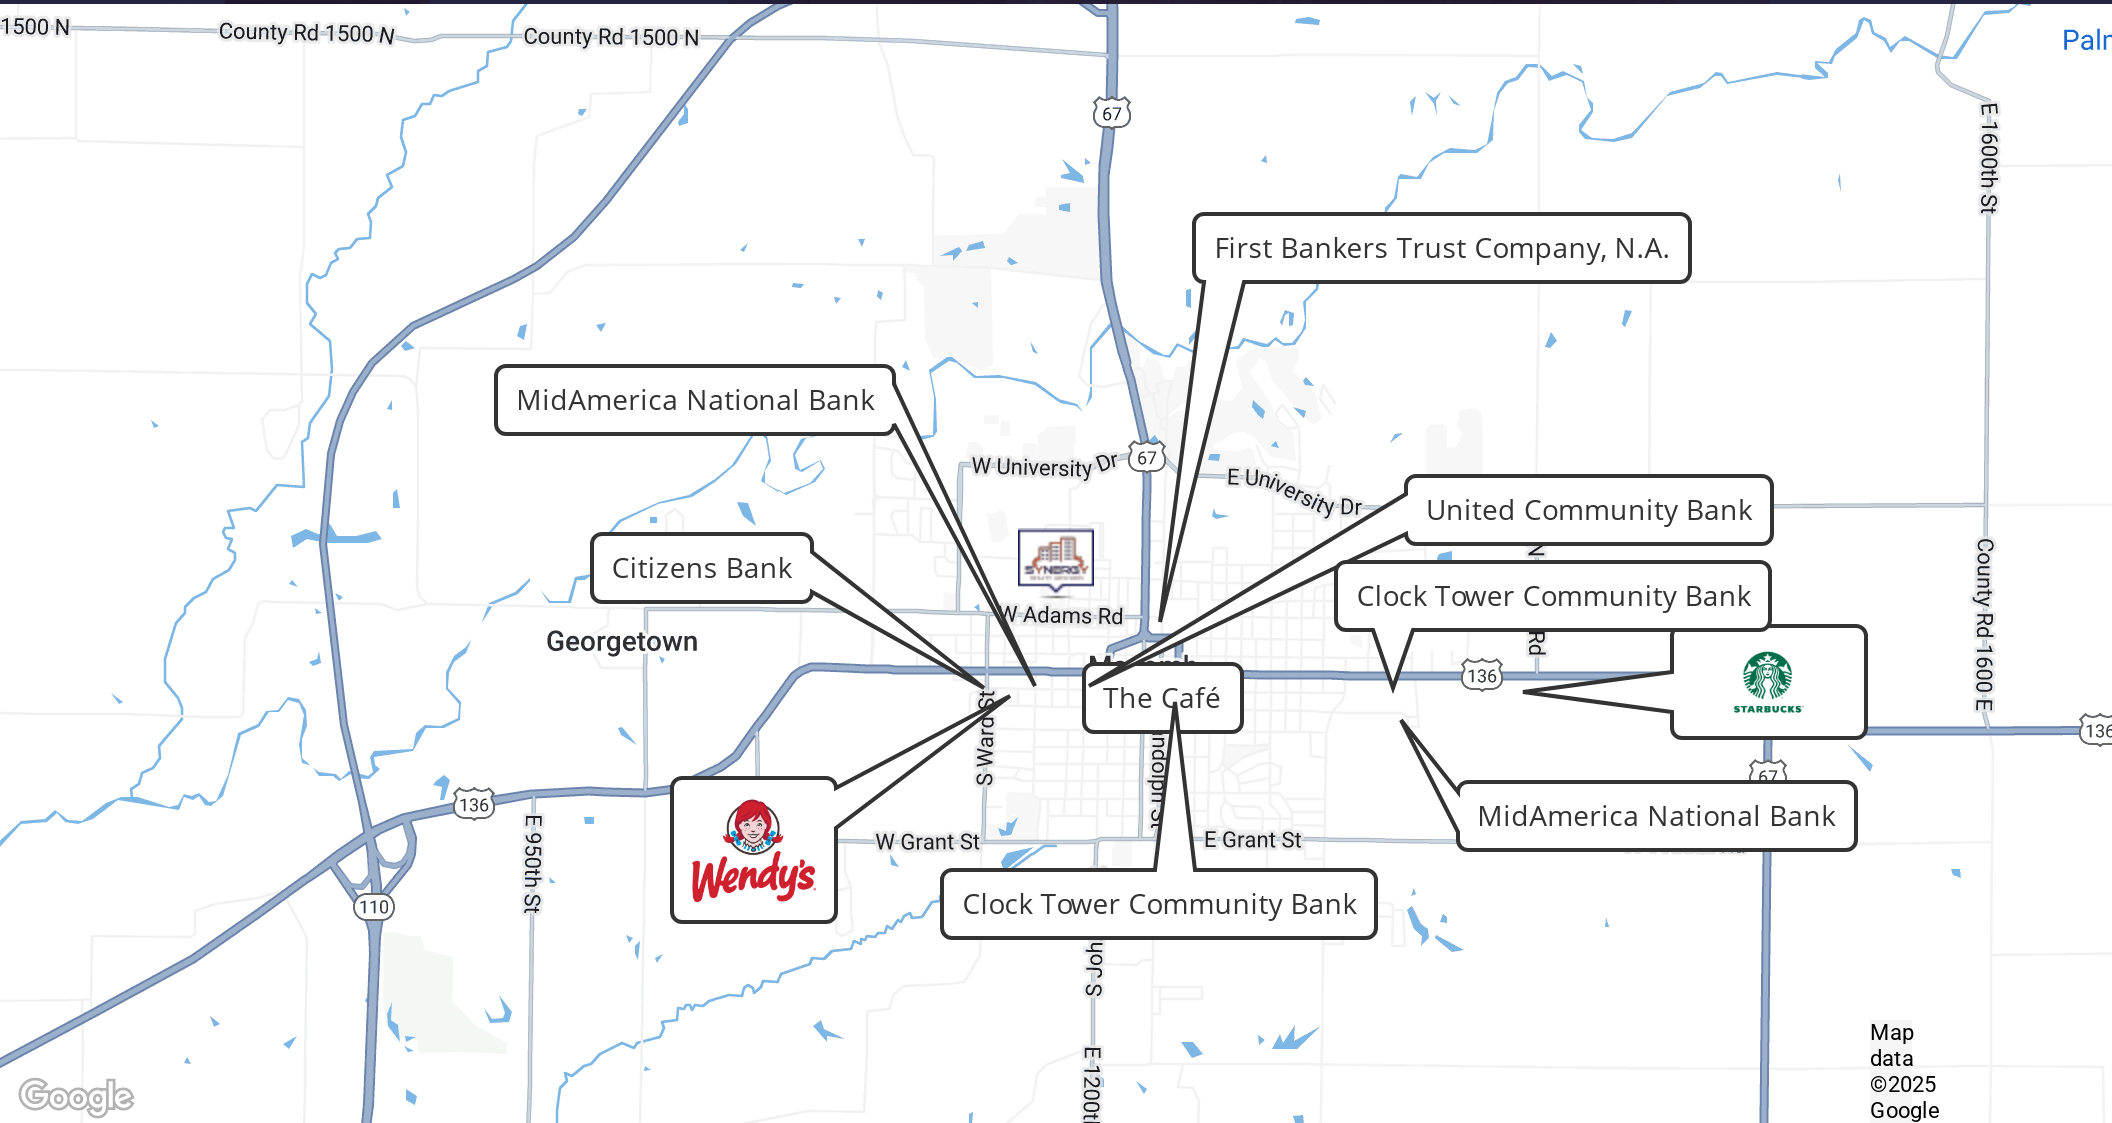 1500 N
County Rd 1500 N
County Rd 1500 N
67
E 1600th St
First Bankers Trust Company, N.A.
MidAmerica National Bank
W University Dr
67
E University Dr
United Community Bank
Citizens Bank
SYNERGY
N
Clock Tower Community Bank
W Adams Rd
Rd
County Rd 1600 E
Georgetown
136
STARBUCKS
The Café
S Ward St
136
67
136
E 950th St
MidAmerica National Bank
W Grant St
E Grant St
Wendy's
110
Clock Tower Community Bank
Map
data
©2025
Google
Google